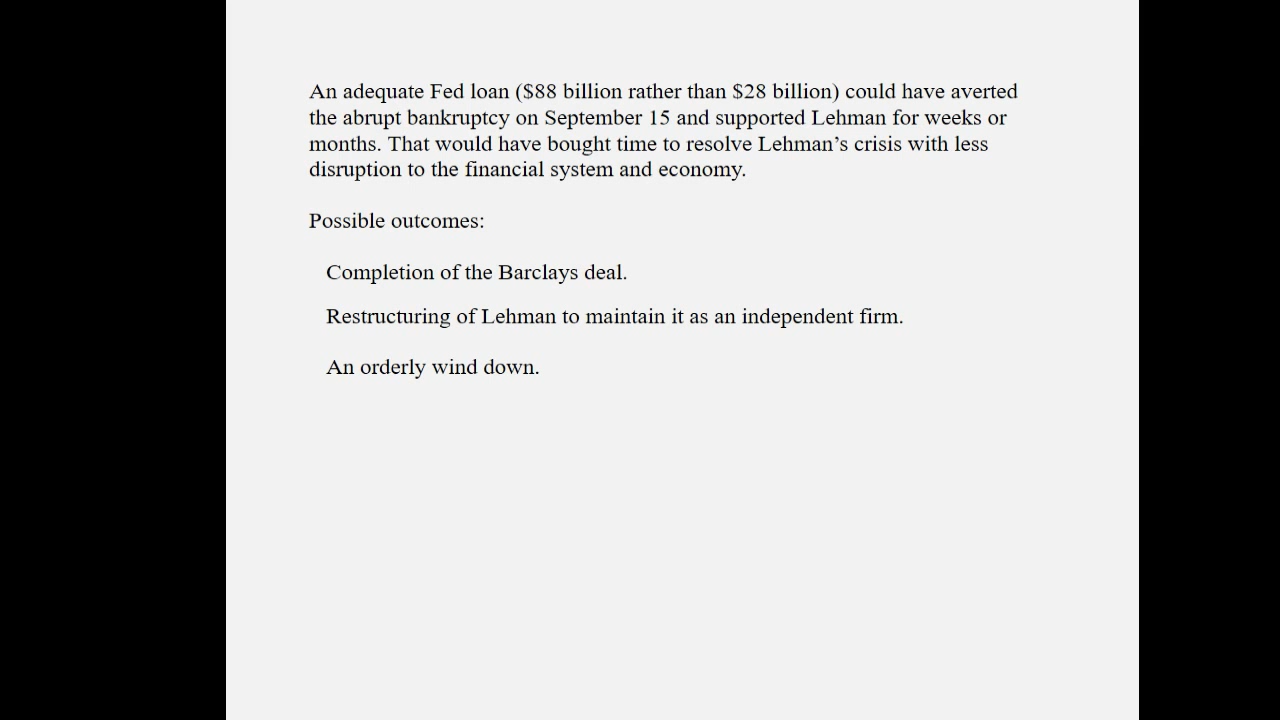 An adequate Fed loan ($88 billion rather than $28 billion) could have averted
the abrupt bankruptcy on September 15 and supported Lehman for weeks or
months. That would have bought time to resolve Lehman’s crisis with less
disruption to the financial system and economy.
Possible outcomes:
Completion of the Barclays deal.
Restructuring of Lehman to maintain it as an independent firm.
An orderly wind down.